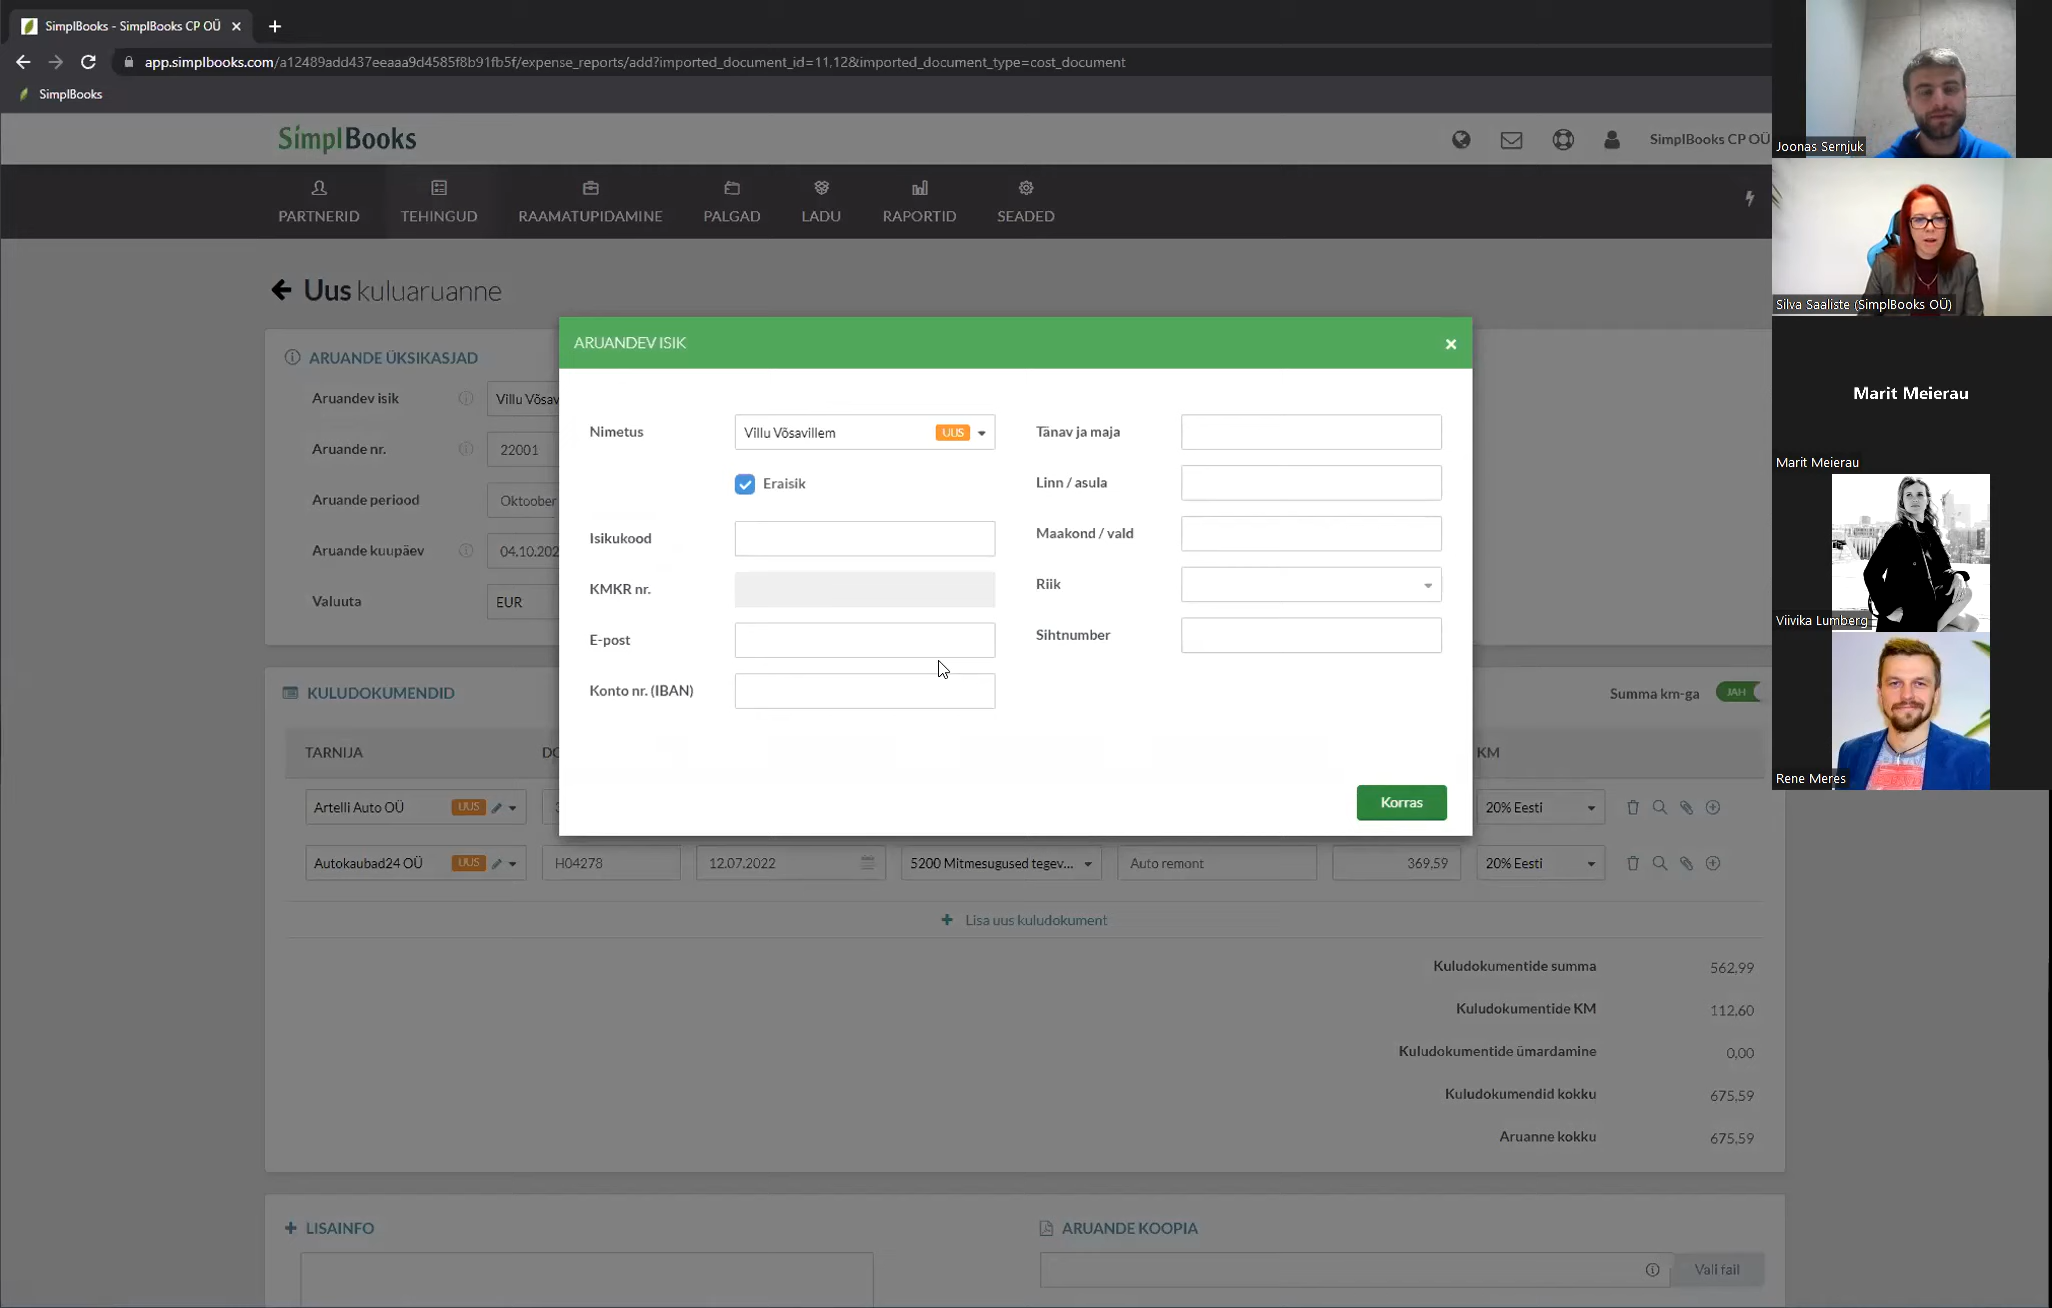 SimplBooks - SimplBooks CP OÜ
app.simplbooks.com/a12489add437eeaaa9d4585f8b91fb5f/expense_reports/add?imported_document_id=11,12&imported_document_type=cost_document
SimplBooks
SimplBooks
SimplBooks CP OÜ
PARTNERID TEHINGUD RAAMATUPIDAMINE PALGAD LADU RAPORTID SEADED
Uus kuluaruanne
ARUANDE ÜKSIKASJAD
Aruandev isik Villu Võsav
Aruande nr. 22001
Aruande periood Oktoober
Aruande kuupäev 04.10.202
Valuuta EUR
ARUANDEV ISIK
Nimetus Villu Võsavillem UUS
Eraisik
Isikukood
KMKR nr.
E-post
Konto nr. (IBAN)
Tänav ja maja
Linn / asula
Maakond / vald
Riik
Sihtnumber
Korras
KULUDOKUMENDID
Summa km-ga JAH
TARNIJA DO KM
Artelli Auto OÜ UUS 20% Eesti
Autokaubad24 OÜ UUS H04278 12.07.2022 5200 Mitmesugused tegev... Auto remont 369,59 20% Eesti
Lisa uus kuludokument
Kuludokumentide summa 562,99
Kuludokumentide KM 112,60
Kuludokumentide ümardamine 0,00
Kuludokumendid kokku 675,59
Aruanne kokku 675,59
LISAINFO
ARUANDE KOOPIA
Vali fail
Joonas Sernjuk
Silva Saaliste (SimplBooks OÜ)
Marit Meierau
Marit Meierau
Viivika Lumberg
Rene Meres